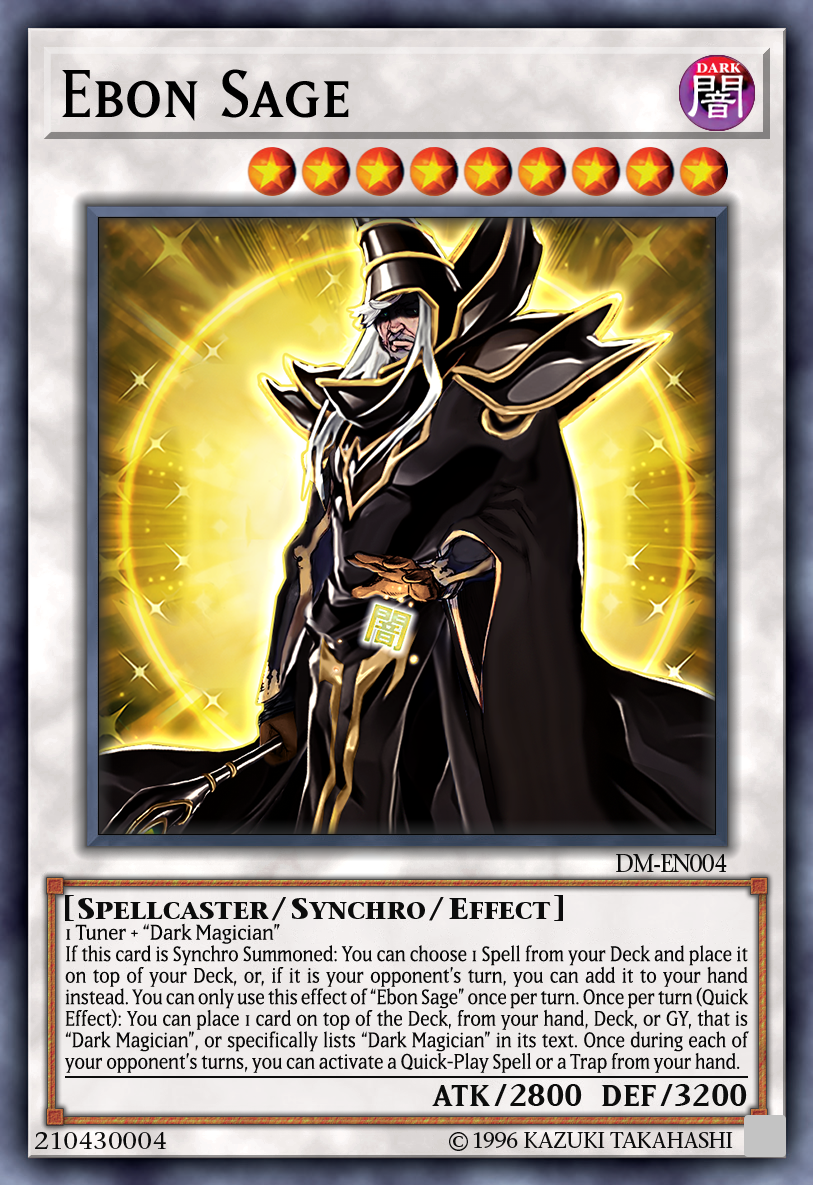 Ebon Sage
DARK
闇
闇
DM-EN004
[Spellcaster/Synchro/Effect]
1 Tuner + “Dark Magician”
If this card is Synchro Summoned: You can choose 1 Spell from your Deck and place it
on top of your Deck, or, if it is your opponent's turn, you can add it to your hand
instead. You can only use this effect of “Ebon Sage” once per turn. Once per turn (Quick
Effect): You can place 1 card on top of the Deck, from your hand, Deck, or GY, that is
“Dark Magician”, or specifically lists “Dark Magician” in its text. Once during each of
your opponent's turns, you can activate a Quick-Play Spell or a Trap from your hand.
ATK/2800 DEF/3200
210430004 © 1996 KAZUKI TAKAHASHI